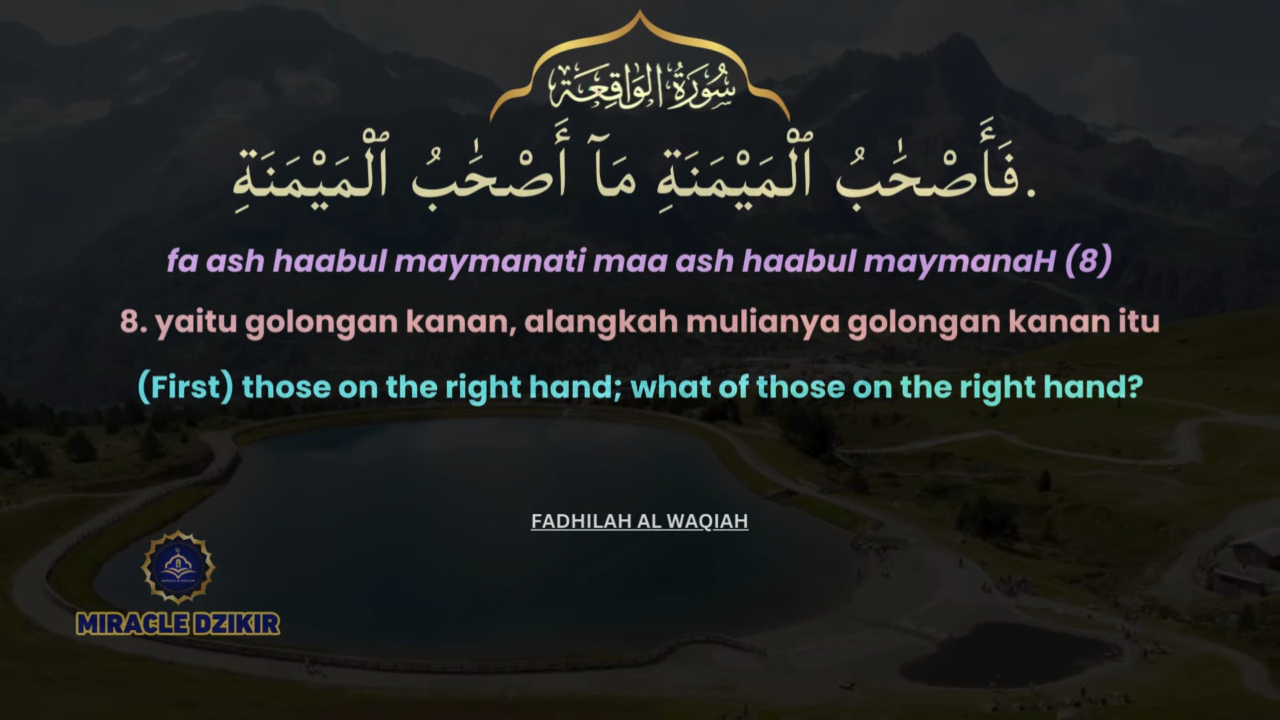 سُورَةُ الوَاقِعَة
فَأَصْحَٰبُ ٱلْمَيْمَنَةِ مَآ أَصْحَٰبُ ٱلْمَيْمَنَةِ.
fa ash haabul maymanati maa ash haabul maymanaH (8)
8. yaitu golongan kanan, alangkah mulianya golongan kanan itu
(First) those on the right hand; what of those on the right hand?
FADHILAH AL WAQIAH
MIRACLE DZIKIR
MIRACLE DZIKIR